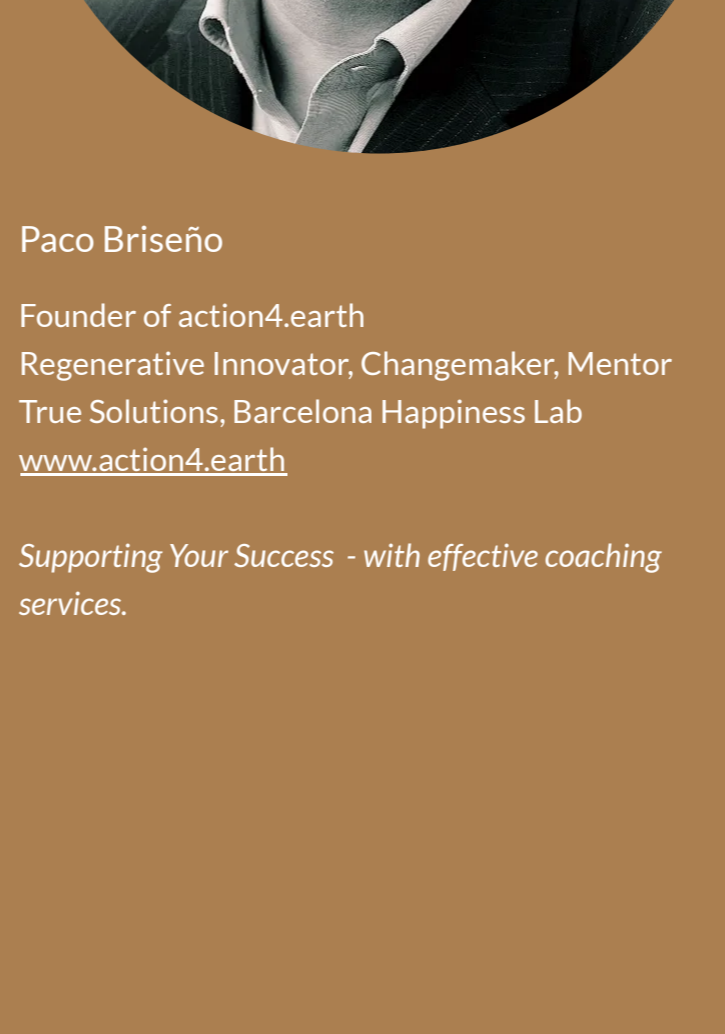 Paco Briseño
Founder of action4.earth
Regenerative Innovator, Changemaker, Mentor
True Solutions, Barcelona Happiness Lab
www.action4.earth
Supporting Your Success  - with effective coaching
services.